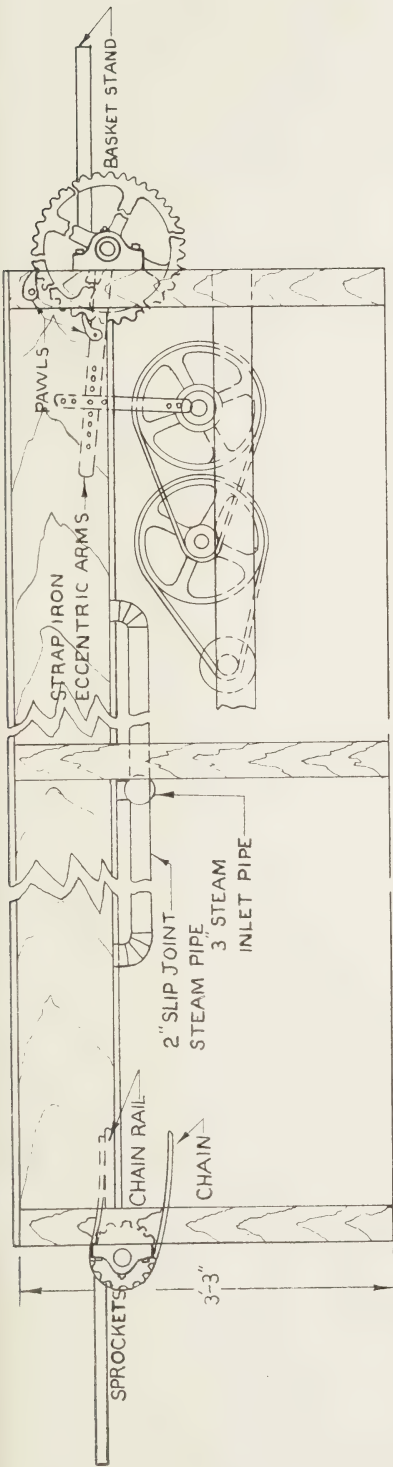 BASKET STAND
PAWLS
STRAP IRON
ECCENTRIC ARMS
2" SLIP JOINT
STEAM PIPE
3" STEAM
INLET PIPE
CHAIN RAIL
CHAIN
SPROCKETS
3'-3"